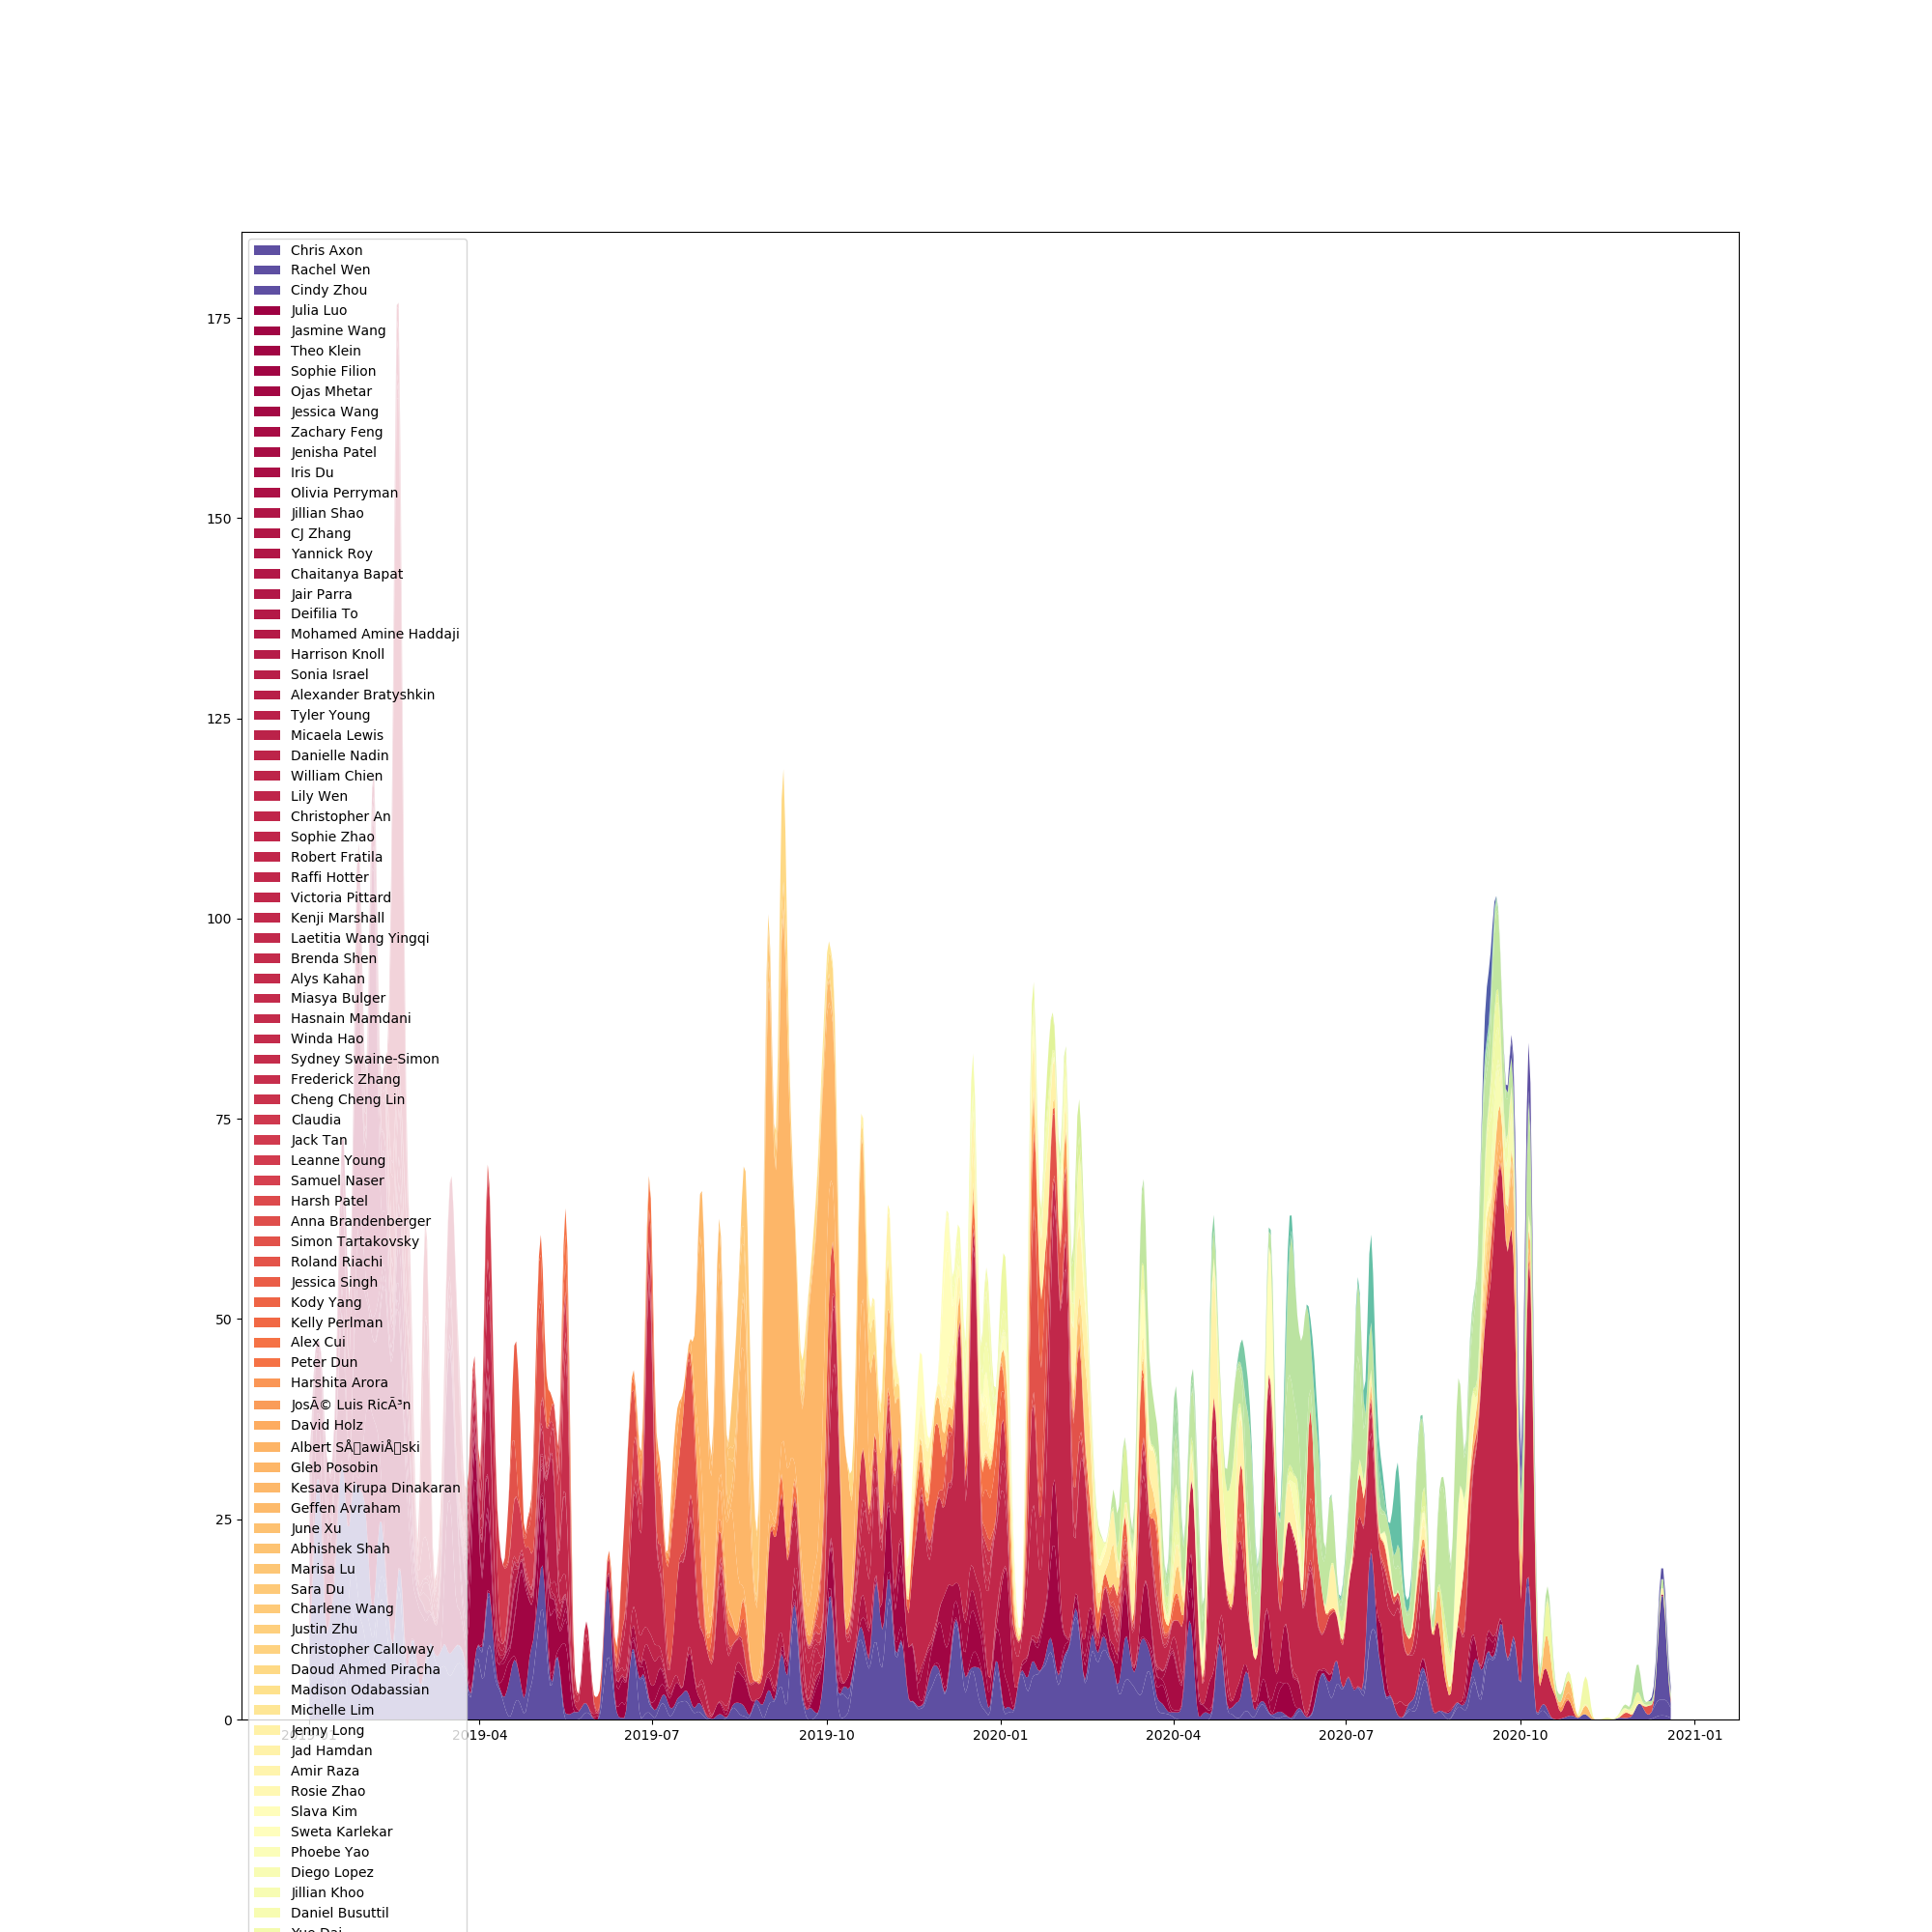 175
150
125
100
75
50
25
0
Chris Axon
Rachel Wen
Cindy Zhou
Julia Luo
Jasmine Wang
Theo Klein
Sophie Filion
Ojas Mhetar
Jessica Wang
Zachary Feng
Jenisha Patel
Iris Du
Olivia Perryman
Jillian Shao
CJ Zhang
Yannick Roy
Chaitanya Bapat
Jair Parra
Deifilia To
Mohamed Amine Haddaji
Harrison Knoll
Sonia Israel
Alexander Bratyshkin
Tyler Young
Micaela Lewis
Danielle Nadin
William Chien
Lily Wen
Christopher An
Sophie Zhao
Robert Fratila
Raffi Hotter
Victoria Pittard
Kenji Marshall
Laetitia Wang Yingqi
Brenda Shen
Alys Kahan
Miasya Bulger
Hasnain Mamdani
Winda Hao
Sydney Swaine-Simon
Frederick Zhang
Cheng Cheng Lin
Claudia
Jack Tan
Leanne Young
Samuel Naser
Harsh Patel
Anna Brandenberger
Simon Tartakovsky
Roland Riachi
Jessica Singh
Kody Yang
Kelly Perlman
Alex Cui
Peter Dun
Harshita Arora
JosÃ© Luis RicÃ³n
David Holz
Albert SÅ▯awiÅ▯ski
Gleb Posobin
Kesava Kirupa Dinakaran
Geffen Avraham
June Xu
Abhishek Shah
Marisa Lu
Sara Du
Charlene Wang
Justin Zhu
Christopher Calloway
Daoud Ahmed Piracha
Madison Odabassian
Michelle Lim
Jenny Long
Jad Hamdan
Amir Raza
Rosie Zhao
Slava Kim
Sweta Karlekar
Phoebe Yao
Diego Lopez
Jillian Khoo
Daniel Busuttil
Yue Dai
2019-01 2019-04 2019-07 2019-10 2020-01 2020-04 2020-07 2020-10 2021-01